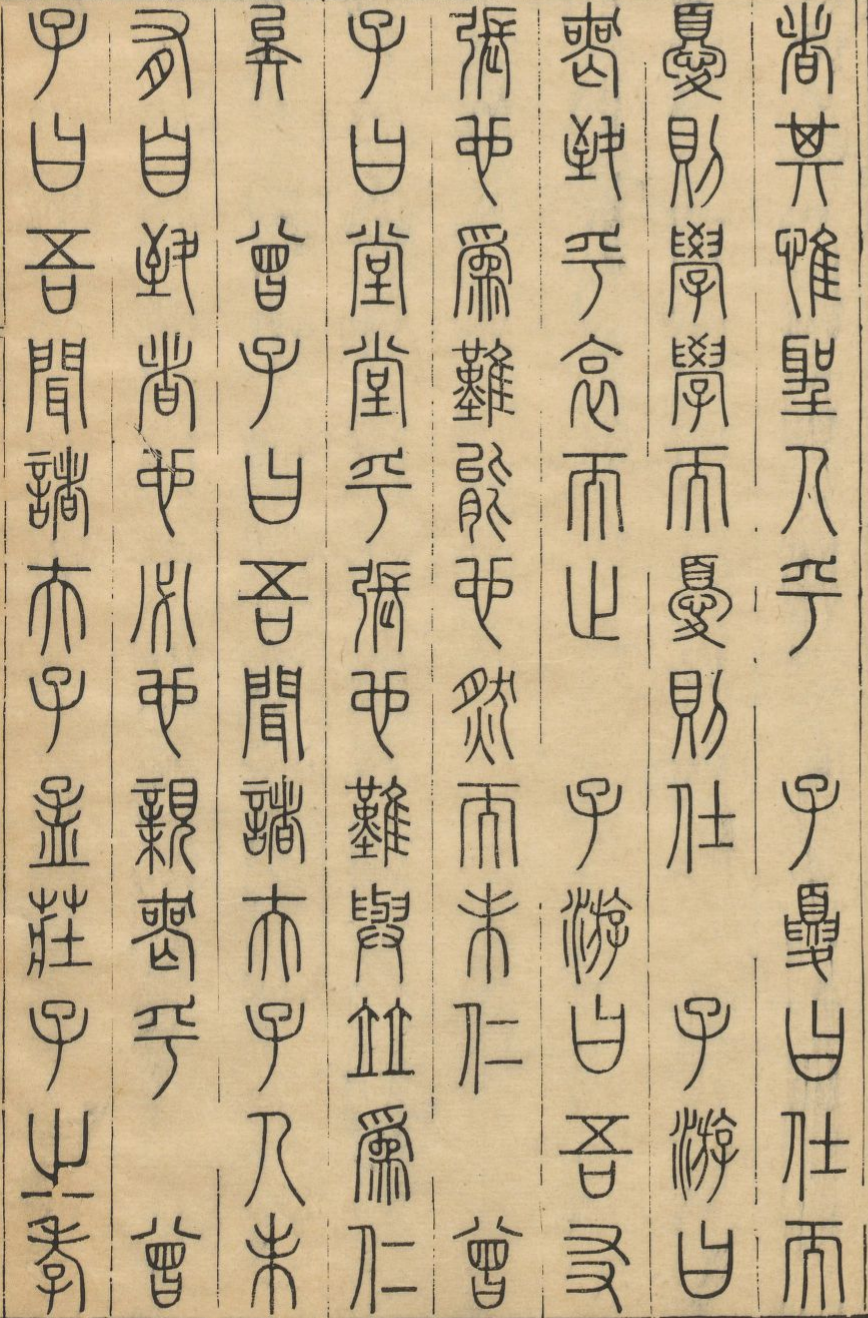 者其惟聖人乎　子夏曰仕而
憂則學學而憂則仕　子游曰
喪致乎哀而止　子游曰吾友
張也爲難能也然而未仁　曾
子曰堂堂乎張也難與竝爲仁
矣　曾子曰吾聞諸夫子人未
有自致者也必也親喪乎　曾
子曰吾聞諸夫子孟莊子之孝